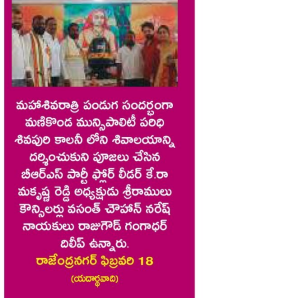 మహాశివరాత్రి పండుగ సందర్భంగా
మణికొండ మున్సిపాలిటీ పరిధి
శివపురి కాలనీ లోని శివాలయాన్ని
దర్శించుకుని పూజలు చేసిన
బీఆర్ఎస్ పార్టీ ఫ్లోర్ లీడర్ కే.రా
మకృష్ణ రెడ్డి అధ్యక్షుడు శ్రీరాములు
కౌన్సిలర్లు వసంత్ చౌహాన్ నరేష్
నాయకులు రాజుగౌడ్ గంగాధర్
దిలీప్ ఉన్నారు.
రాజేంద్రనగర్ ఫిబ్రవరి 18
(యదార్థవాది)